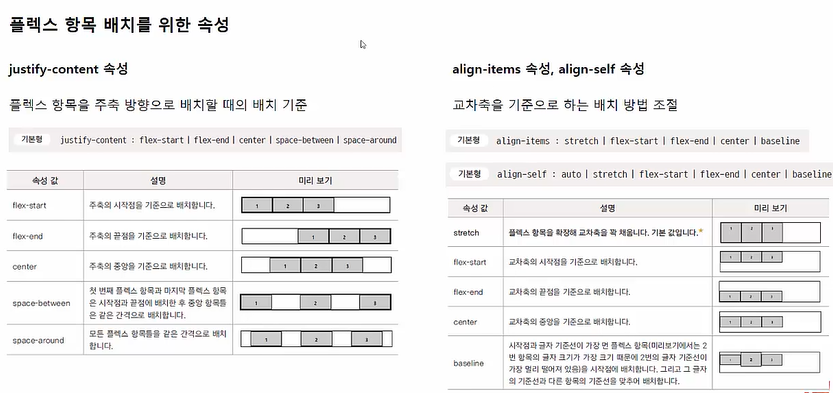 플렉스 항목 배치를 위한 속성
justify-content 속성
플렉스 항목을 주축 방향으로 배치할 때의 배치 기준
기본형 justify-content : flex-start | flex-end | center | space-between | space-around
속성 값 설명 미리 보기
flex-start 주축의 시작점을 기준으로 배치합니다. 1 2 3
flex-end 주축의 끝점을 기준으로 배치합니다. 1 2 3
center 주축의 중앙을 기준으로 배치합니다. 1 2 3
space-between 첫 번째 플렉스 항목과 마지막 플렉스 항목
은 시작점과 끝점에 배치한 후 중앙 항목들
은 같은 간격으로 배치합니다. 1 2 3
space-around 모든 플렉스 항목들을 같은 간격으로 배치
합니다. 1 2 3
align-items 속성, align-self 속성
교차축을 기준으로 하는 배치 방법 조절
기본형 align-items : stretch | flex-start | flex-end | center | baseline
기본형 align-self : auto | stretch | flex-start | flex-end | center | baseline
속성 값 설명 미리 보기
stretch 플렉스 항목을 확장해 교차축을 꽉 채웁니다. 기본 값입니다.* 1 2 3
flex-start 교차축의 시작점을 기준으로 배치합니다. 1 2 3
flex-end 교차축의 끝점을 기준으로 배치합니다. 1 2 3
center 교차축의 중앙을 기준으로 배치합니다. 1 2 3
baseline 시작점과 글자 기준선이 가장 먼 플렉스 항목(미리보기에서는 2
번 항목의 글자 크기가 가장 크기 때문에 2번의 글자 기준선이
가장 멀리 떨어져 있음)을 시작점에 배치합니다. 그리고 그 글자
의 기준선과 다른 항목의 기준선을 맞추어 배치합니다. 1 2 3